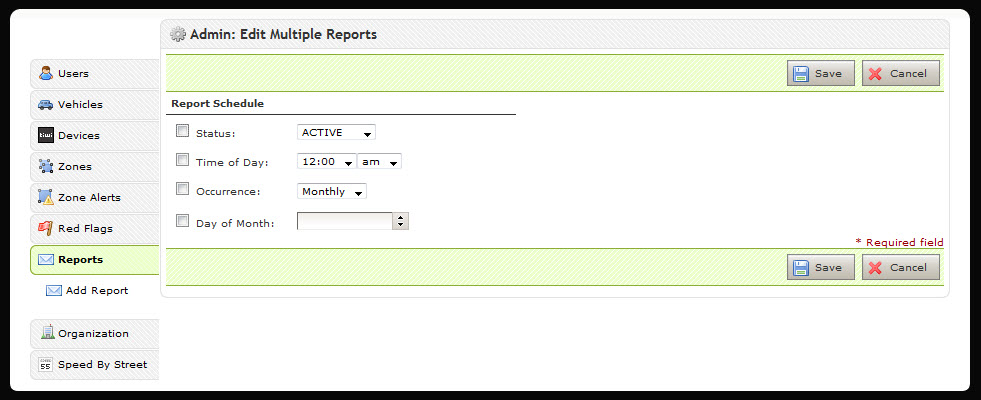 Admin: Edit Multiple Reports
Save
Cancel
Users
Vehicles
tiwi
Devices
Zones
Zone Alerts
Red Flags
Reports
Add Report
Organization
55
Speed By Street
Report Schedule
Status:
ACTIVE
Time of Day:
12:00
am
Occurrence:
Monthly
Day of Month:
* Required field
Save
Cancel